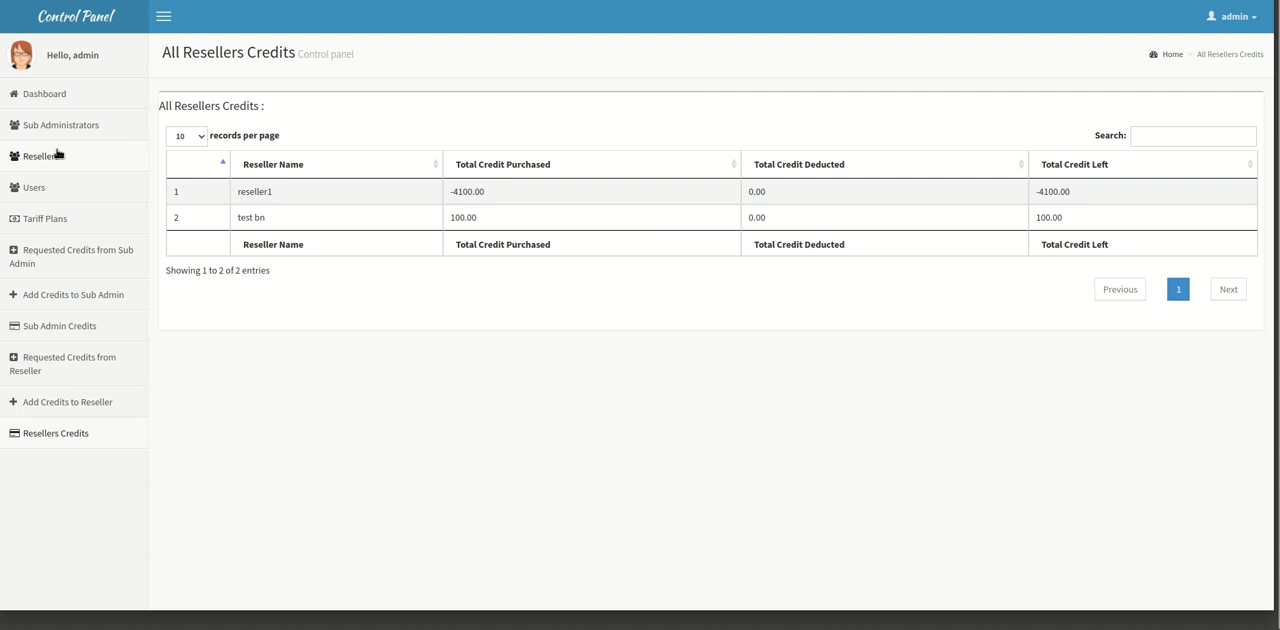 Control Panel
admin
Hello, admin
All Resellers Credits Control panel
Home
All Resellers Credits
Dashboard
Sub Administrators
Users
Tariff Plans
Requested Credits from Sub
Admin
Add Credits to Sub Admin
Sub Admin Credits
Requested Credits from
Reseller
Add Credits to Reseller
Resellers Credits
All Resellers Credits :
10 records per page
Search:
Reseller Name Total Credit Purchased Total Credit Deducted Total Credit Left
1 reseller1 -4100.00 0.00 -4100.00
2 test bn 100.00 0.00 100.00
Reseller Name Total Credit Purchased Total Credit Deducted Total Credit Left
Showing 1 to 2 of 2 entries
Previous 1 Next